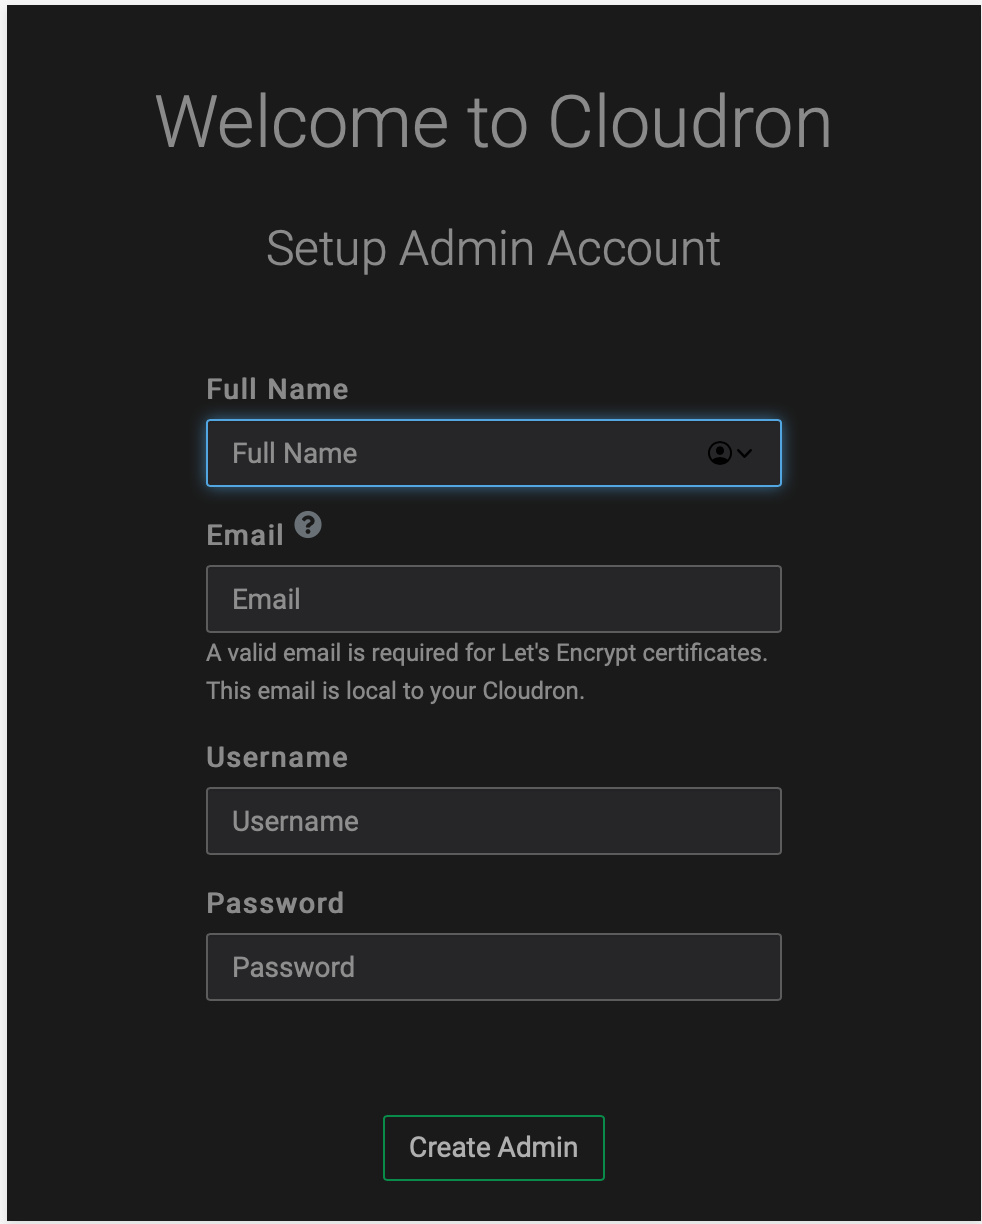 Welcome to Cloudron
Setup Admin Account
Full Name
Full Name
Email ?
Email
A valid email is required for Let's Encrypt certificates.
This email is local to your Cloudron.
Username
Username
Password
Password
Create Admin